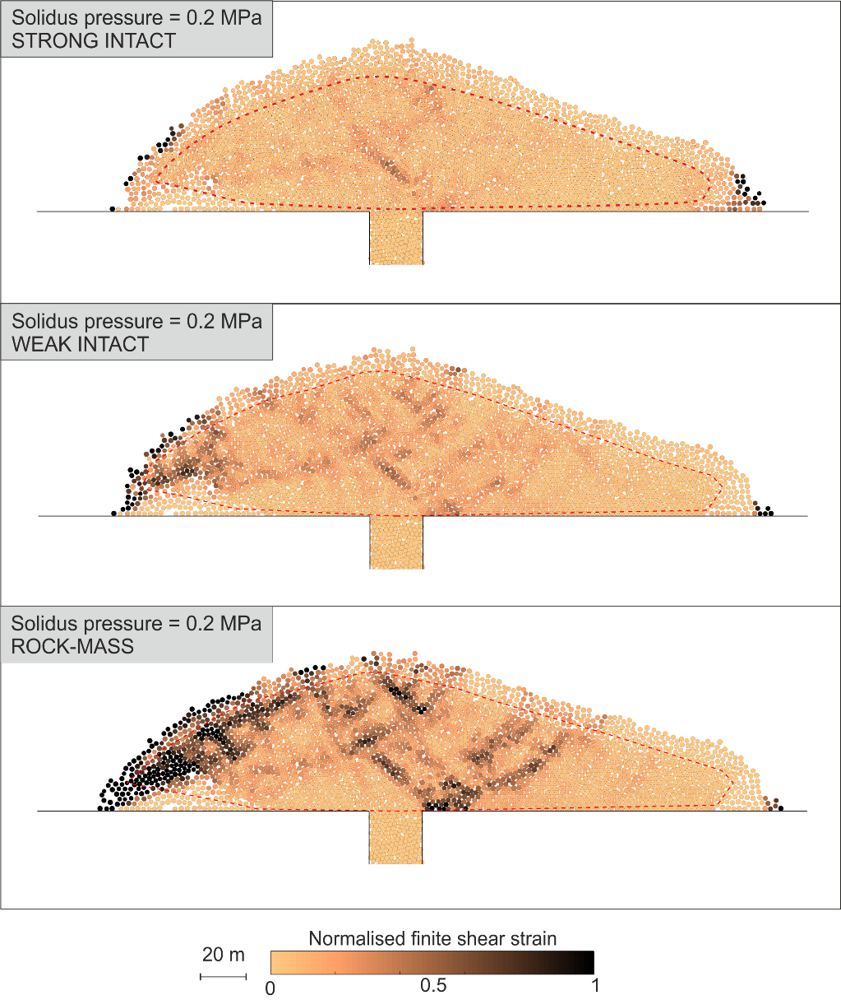 Solidus pressure = 0.2 MPa
STRONG INTACT
Solidus pressure = 0.2 MPa
WEAK INTACT
Solidus pressure = 0.2 MPa
ROCK-MASS
Normalised finite shear strain
20 m
0
0.5
1